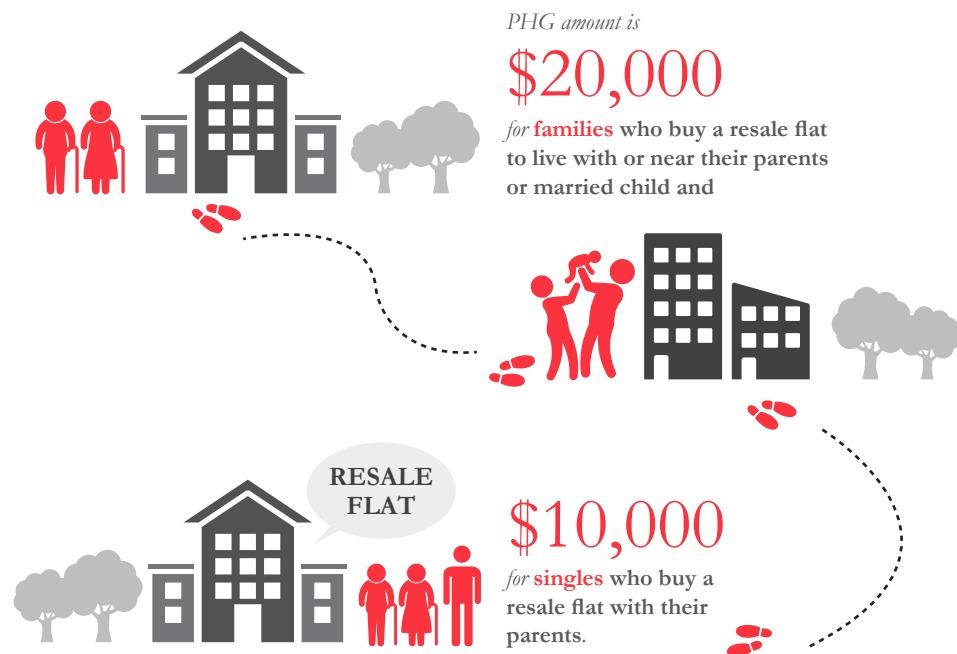 PHG amount is
$20,000
for families who buy a resale flat
to live with or near their parents
or married child and
RESALE
FLAT
$10,000
for singles who buy a
resale flat with their
parents.